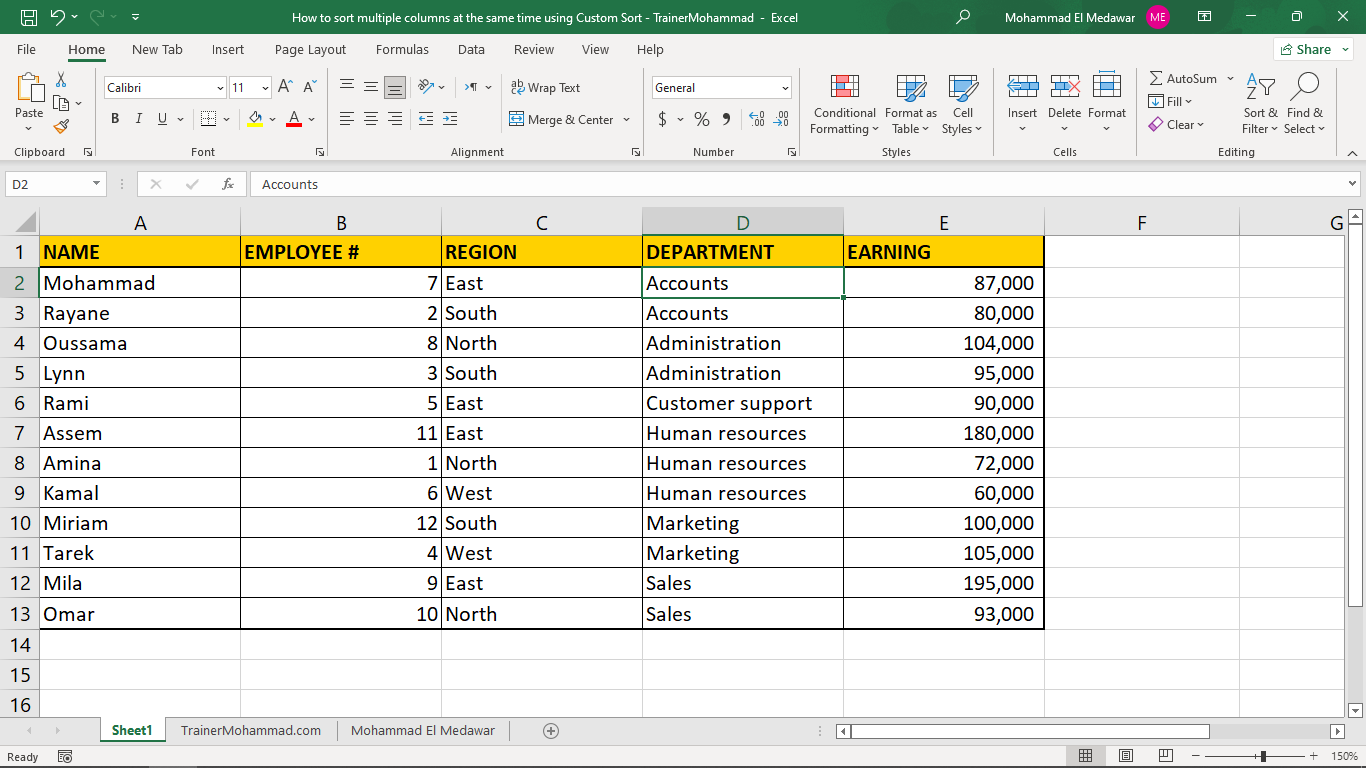 How to sort multiple columns at the same time using Custom Sort - TrainerMohammad - Excel
Mohammad El Medawar ME
File Home New Tab Insert Page Layout Formulas Data Review View Help Share
Paste
Calibri 11
B I U
ab Wrap Text
Merge & Center
General
$ % 9
Conditional Formatting
Format as Table
Cell Styles
Insert Delete Format
AutoSum
Fill
Clear
Sort & Filter
Find & Select
Clipboard Font Alignment Number Styles Cells Editing
D2 fx Accounts
A B C D E F G
1 NAME EMPLOYEE # REGION DEPARTMENT EARNING
2 Mohammad 7 East Accounts 87,000
3 Rayane 2 South Accounts 80,000
4 Oussama 8 North Administration 104,000
5 Lynn 3 South Administration 95,000
6 Rami 5 East Customer support 90,000
7 Assem 11 East Human resources 180,000
8 Amina 1 North Human resources 72,000
9 Kamal 6 West Human resources 60,000
10 Miriam 12 South Marketing 100,000
11 Tarek 4 West Marketing 105,000
12 Mila 9 East Sales 195,000
13 Omar 10 North Sales 93,000
14
15
16
Sheet1 TrainerMohammad.com Mohammad El Medawar
Ready 150%